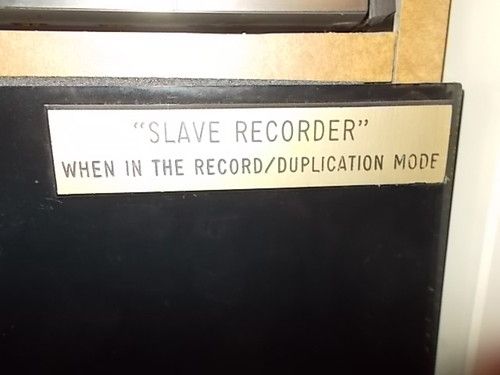 "SLAVE RECORDER"
WHEN IN THE RECORD/DUPLICATION MODE